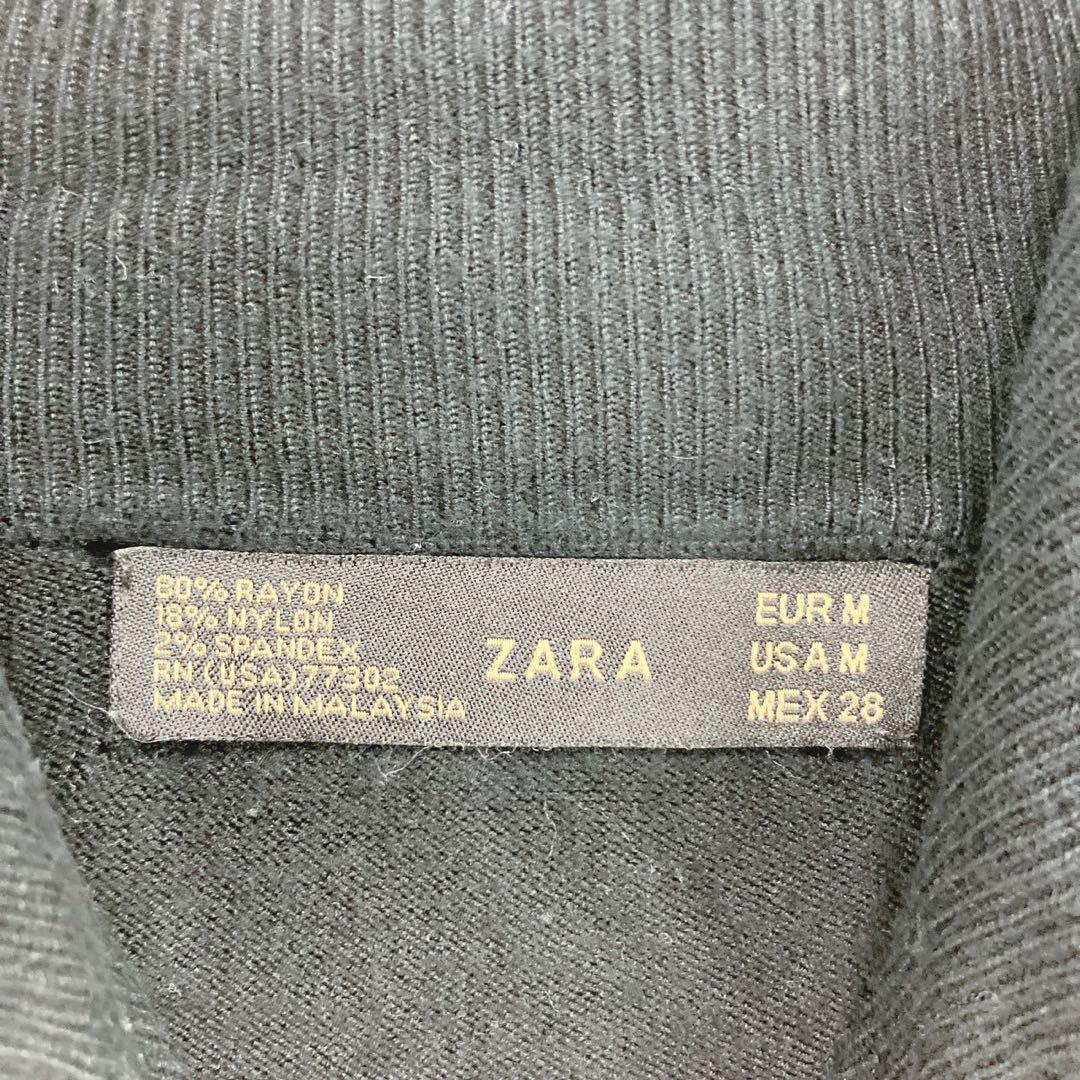 80% RAYON
18% NYLON
2% SPANDEX
RN (USA) 77302
MADE IN MALAYSIA
ZARA
EUR M
USA M
MEX 28